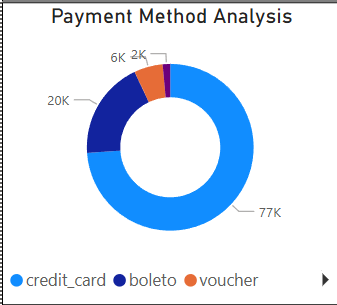 Payment Method Analysis
6K 2K
20K
77K
credit_card boleto voucher